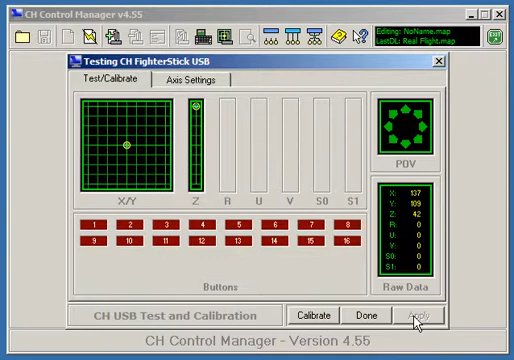 CH Control Manager v4.55
Editing: NoName.map
LastDL: Real Flight.map
EXIT
Testing CH FighterStick USB
Test/Calibrate Axis Settings
X/Y Z R U V S0 S1
POV
1 2 3 4 5 6 7 8
9 10 11 12 13 14 15 16
Buttons
X: 137
Y: 109
Z: 42
R: 0
U: 0
V: 0
S0: 0
S1: 0
Raw Data
CH USB Test and Calibration
Calibrate Done Apply
CH Control Manager - Version 4.55